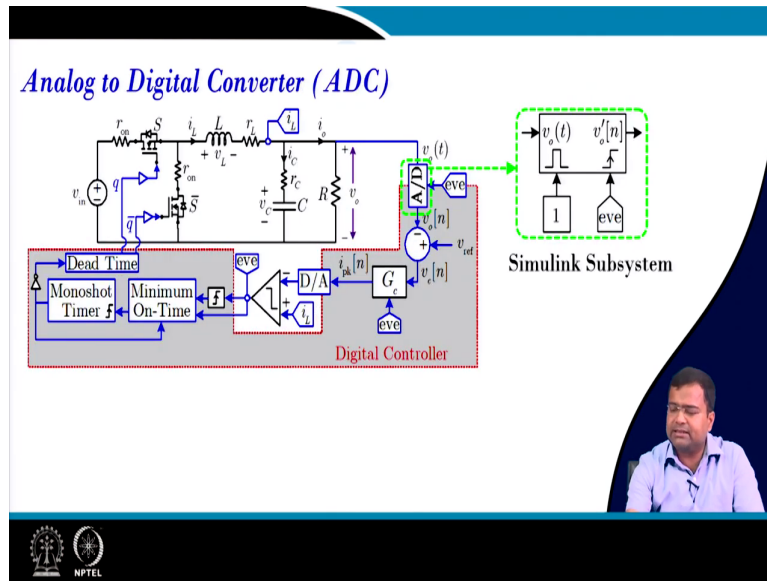 Analog to Digital Converter (ADC)
r_on S i_L L r_L i_L i_o
+ v_L −
q r_on i_C + v_o(t)
v_in r_C
q̄ S̄ + v_C − C R v_o −
A/D eve
v_o[n]
− + v_ref
v_e[n]
Dead Time
eve i_pk[n]
Monoshot
Timer
Minimum
On-Time
− D/A G_c
+ i_L eve
Digital Controller
v_o(t) v_o′[n]
1 eve
Simulink Subsystem
NPTEL